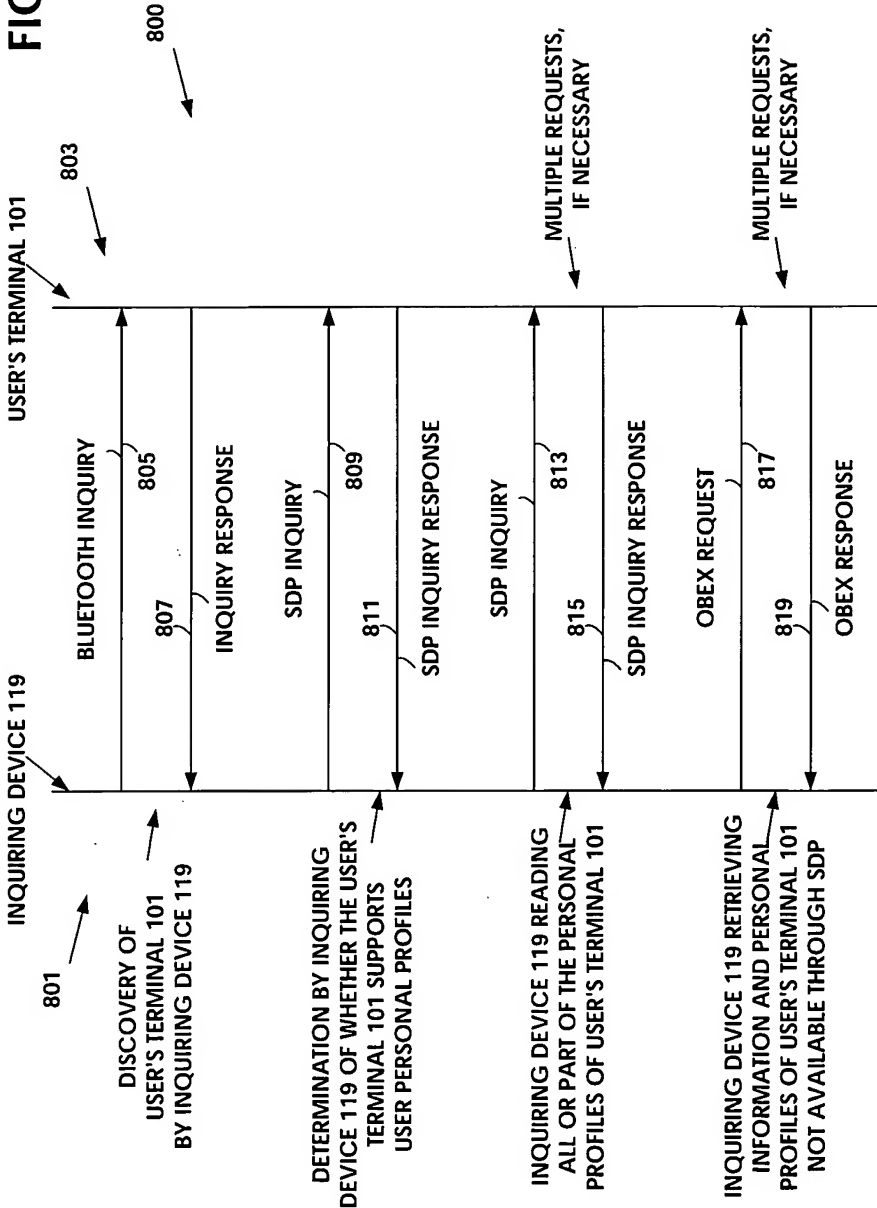 FIG
800
INQUIRING DEVICE 119
USER'S TERMINAL 101
801
803
DISCOVERY OF
USER'S TERMINAL 101
BY INQUIRING DEVICE 119
BLUETOOTH INQUIRY
805
807
INQUIRY RESPONSE
DETERMINATION BY INQUIRING
DEVICE 119 OF WHETHER THE USER'S
TERMINAL 101 SUPPORTS
USER PERSONAL PROFILES
SDP INQUIRY
809
811
SDP INQUIRY RESPONSE
INQUIRING DEVICE 119 READING
ALL OR PART OF THE PERSONAL
PROFILES OF USER'S TERMINAL 101
SDP INQUIRY
813
815
SDP INQUIRY RESPONSE
MULTIPLE REQUESTS,
IF NECESSARY
INQUIRING DEVICE 119 RETRIEVING
INFORMATION AND PERSONAL
PROFILES OF USER'S TERMINAL 101
NOT AVAILABLE THROUGH SDP
OBEX REQUEST
817
819
OBEX RESPONSE
MULTIPLE REQUESTS,
IF NECESSARY